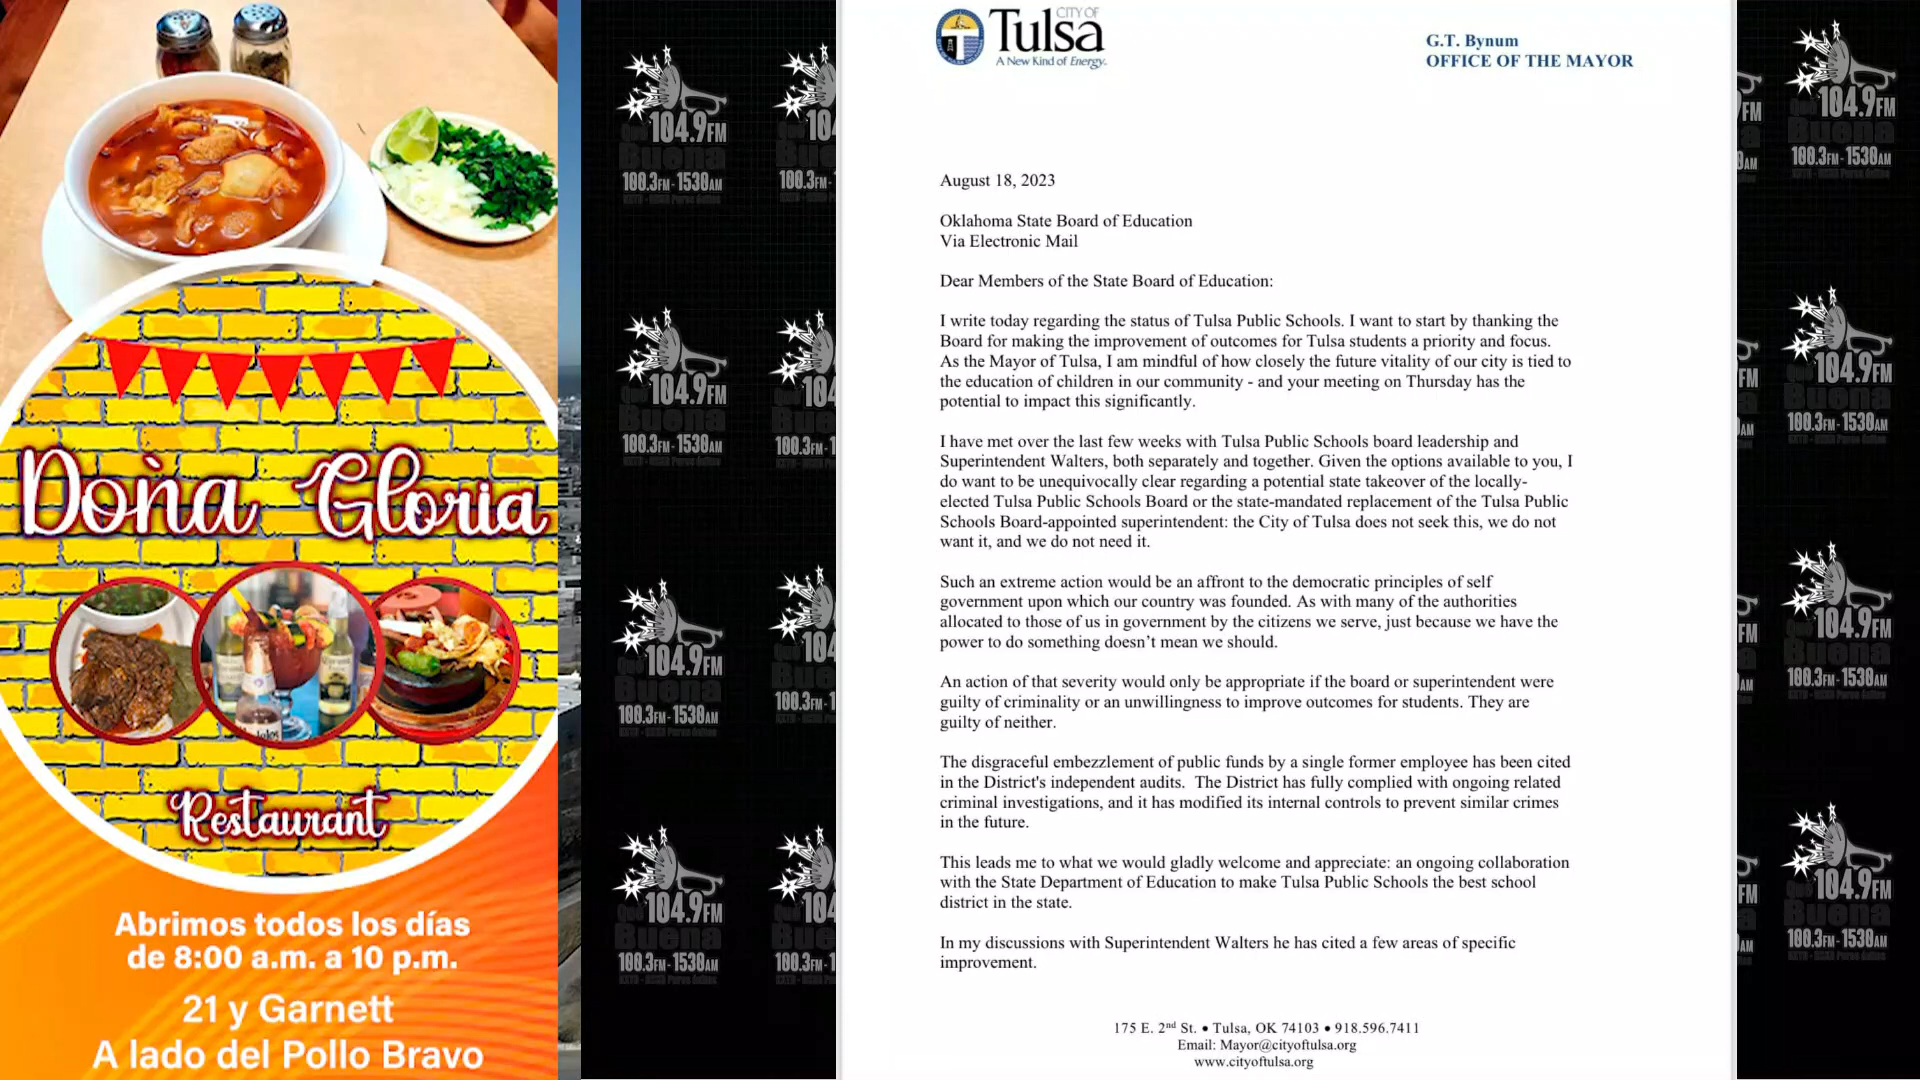 Doña Gloria
Restaurant
Abrimos todos los días
de 8:00 a.m. a 10 p.m.
21 y Garnett
A lado del Pollo Bravo
Qué
104.9FM
Buena
100.3FM - 1530AM
CITY OF
Tulsa
A New Kind of Energy.
G.T. Bynum
OFFICE OF THE MAYOR
August 18, 2023
Oklahoma State Board of Education
Via Electronic Mail
Dear Members of the State Board of Education:
I write today regarding the status of Tulsa Public Schools. I want to start by thanking the
Board for making the improvement of outcomes for Tulsa students a priority and focus.
As the Mayor of Tulsa, I am mindful of how closely the future vitality of our city is tied to
the education of children in our community - and your meeting on Thursday has the
potential to impact this significantly.
I have met over the last few weeks with Tulsa Public Schools board leadership and
Superintendent Walters, both separately and together. Given the options available to you, I
do want to be unequivocally clear regarding a potential state takeover of the locally-
elected Tulsa Public Schools Board or the state-mandated replacement of the Tulsa Public
Schools Board-appointed superintendent: the City of Tulsa does not seek this, we do not
want it, and we do not need it.
Such an extreme action would be an affront to the democratic principles of self
government upon which our country was founded. As with many of the authorities
allocated to those of us in government by the citizens we serve, just because we have the
power to do something doesn’t mean we should.
An action of that severity would only be appropriate if the board or superintendent were
guilty of criminality or an unwillingness to improve outcomes for students. They are
guilty of neither.
The disgraceful embezzlement of public funds by a single former employee has been cited
in the District's independent audits.  The District has fully complied with ongoing related
criminal investigations, and it has modified its internal controls to prevent similar crimes
in the future.
This leads me to what we would gladly welcome and appreciate: an ongoing collaboration
with the State Department of Education to make Tulsa Public Schools the best school
district in the state.
In my discussions with Superintendent Walters he has cited a few areas of specific
improvement.
175 E. 2nd St. • Tulsa, OK 74103 • 918.596.7411
Email: Mayor@cityoftulsa.org
www.cityoftulsa.org